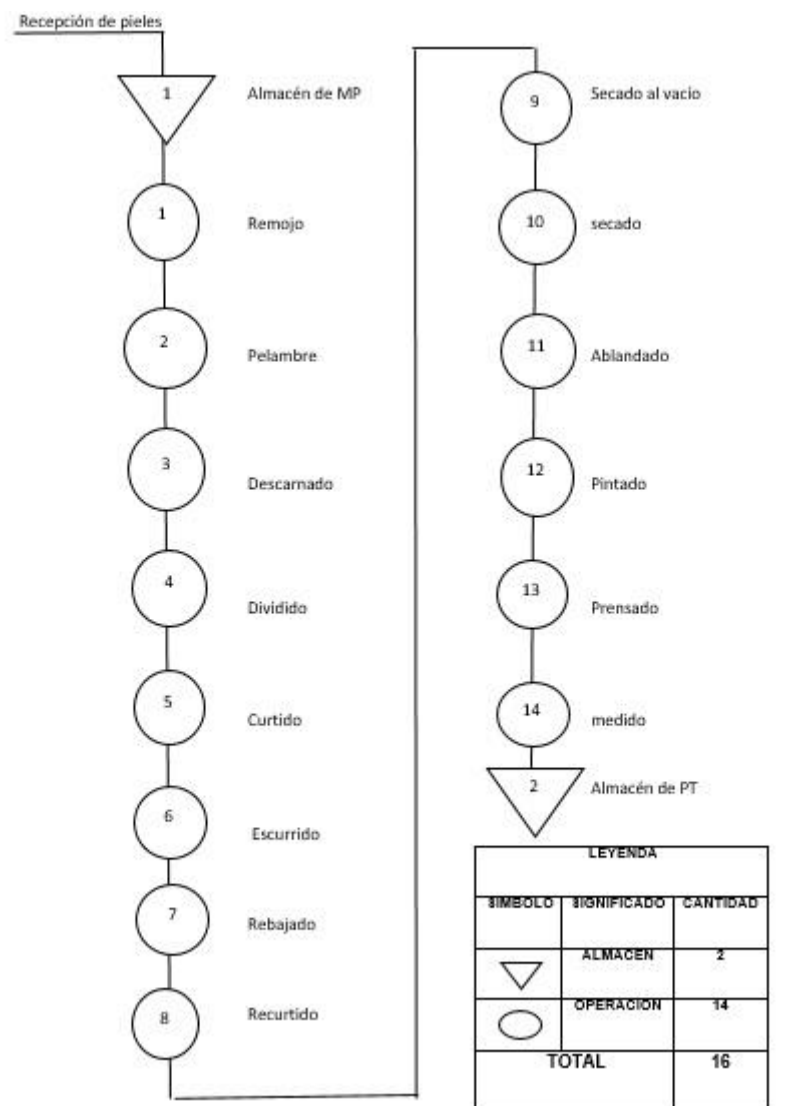 Recepción de pieles
1 Almacén de MP
1 Remojo
2 Pelambre
3 Descarnado
4 Dividido
5 Curtido
6 Escurrido
7 Rebajado
8 Recurtido
9 Secado al vacio
10 secado
11 Ablandado
12 Pintado
13 Prensado
14 medido
2 Almacén de PT
LEYENDA
SIMBOLO SIGNIFICADO CANTIDAD
ALMACEN 2
OPERACION 14
TOTAL 16